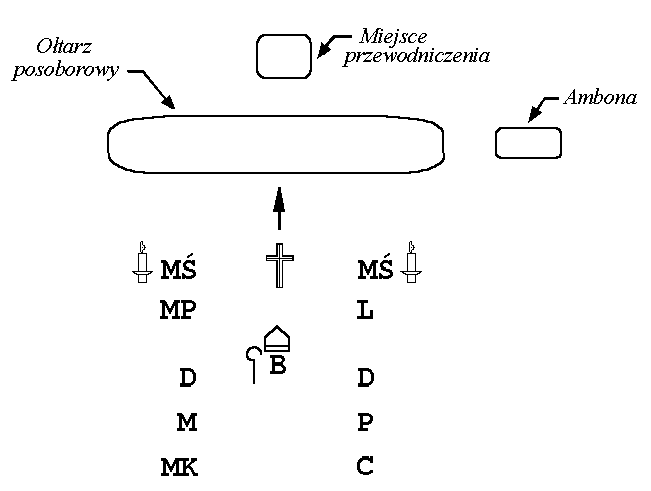 Ołtarz
posoborowy
Miejsce
przewodniczenia
Ambona
MŚ MŚ
MP L
B
D D
M P
MK C